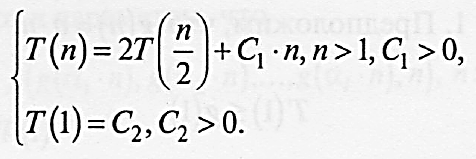 T(n) = 2T(n/2) + C₁ · n, n > 1, C₁ > 0,
T(1) = C₂, C₂ > 0.